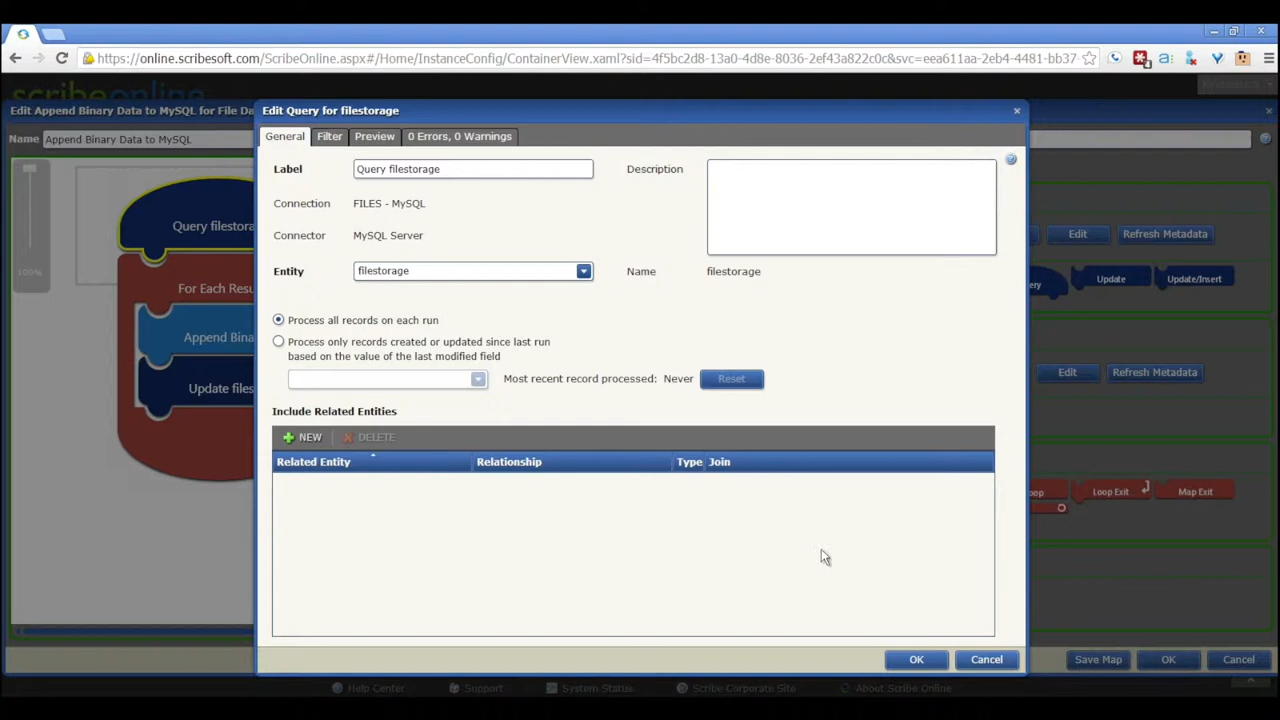 https://online.scribesoft.com/ScribeOnline.aspx#/Home/InstanceConfig/ContainerView.xaml?sid=4f5bc2d8-13a0-4d8e-8036-2ef43a822c0c&svc=eea611aa-2eb4-4481-bb37-
scribeonline
Edit Append Binary Data to MySQL for File Da
Edit Query for filestorage
Name Append Binary Data to MySQL
General Filter Preview 0 Errors, 0 Warnings
Label Query filestorage Description
Connection FILES - MySQL
Connector MySQL Server
Entity filestorage Name filestorage
Process all records on each run
Process only records created or updated since last run
based on the value of the last modified field
Most recent record processed: Never Reset
Include Related Entities
NEW DELETE
Related Entity Relationship Type Join
OK Cancel
100%
Query filestora
For Each Resu
Append Bina
Update files
Edit Refresh Metadata
ery Update Update/Insert
Edit Refresh Metadata
oop Loop Exit Map Exit
Save Map OK Cancel
Help Center Support System Status Scribe Corporate Site About Scribe Online